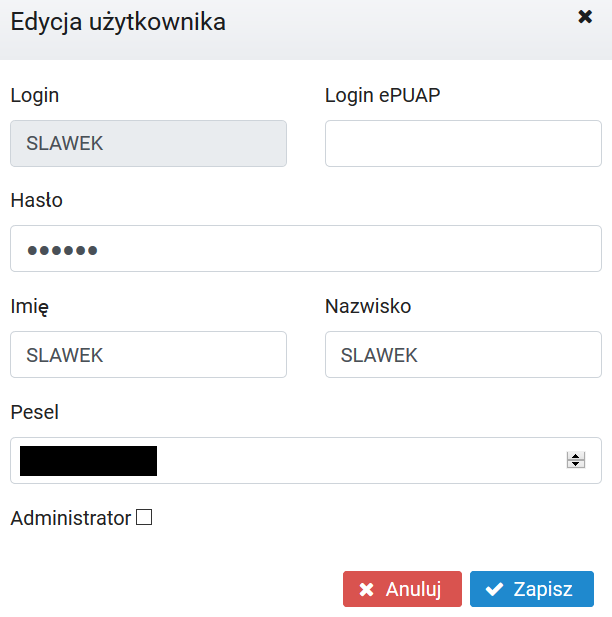 Edycja użytkownika
Login
Login ePUAP
SLAWEK
Hasło
••••••
Imię
Nazwisko
SLAWEK
SLAWEK
Pesel
Administrator
Anuluj
Zapisz